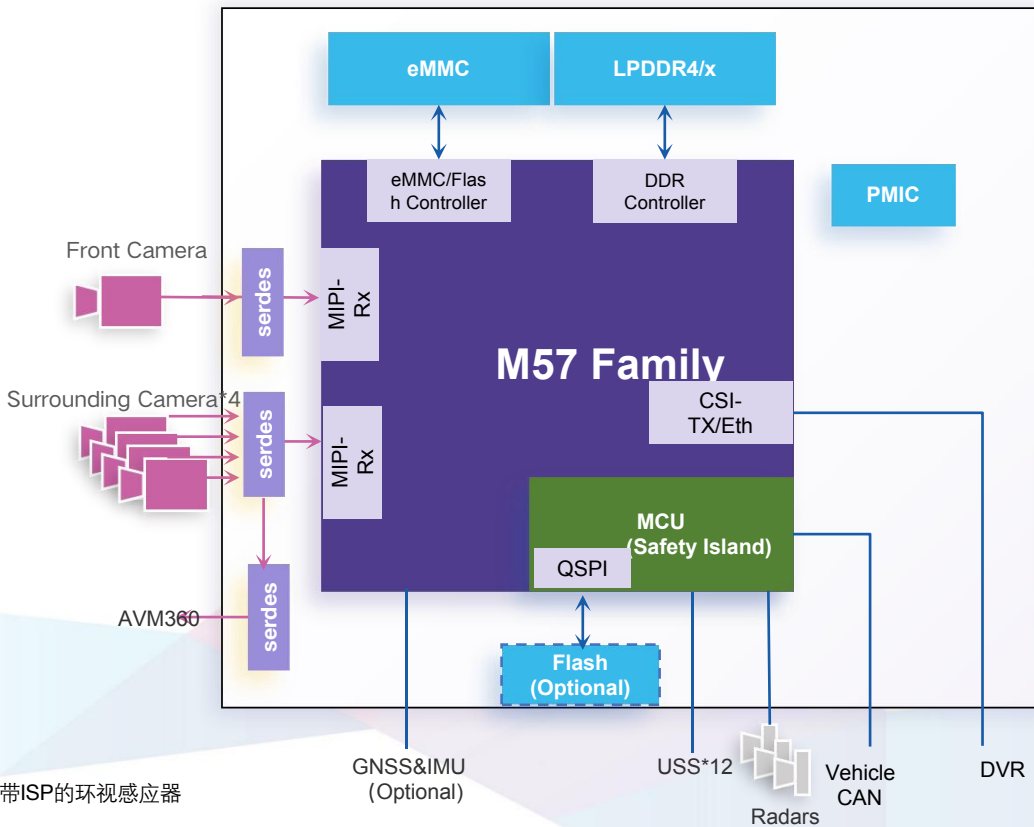 eMMC
LPDDR4/x
eMMC/Flas
h Controller
DDR
Controller
PMIC
Front Camera
serdes
MIPI-
Rx
M57 Family
Surrounding Camera*4
serdes
MIPI-
Rx
CSI-
TX/Eth
MCU
(Safety Island)
QSPI
AVM360
serdes
Flash
(Optional)
GNSS&IMU
(Optional)
USS*12
Radars
Vehicle
CAN
DVR
带ISP的环视感应器